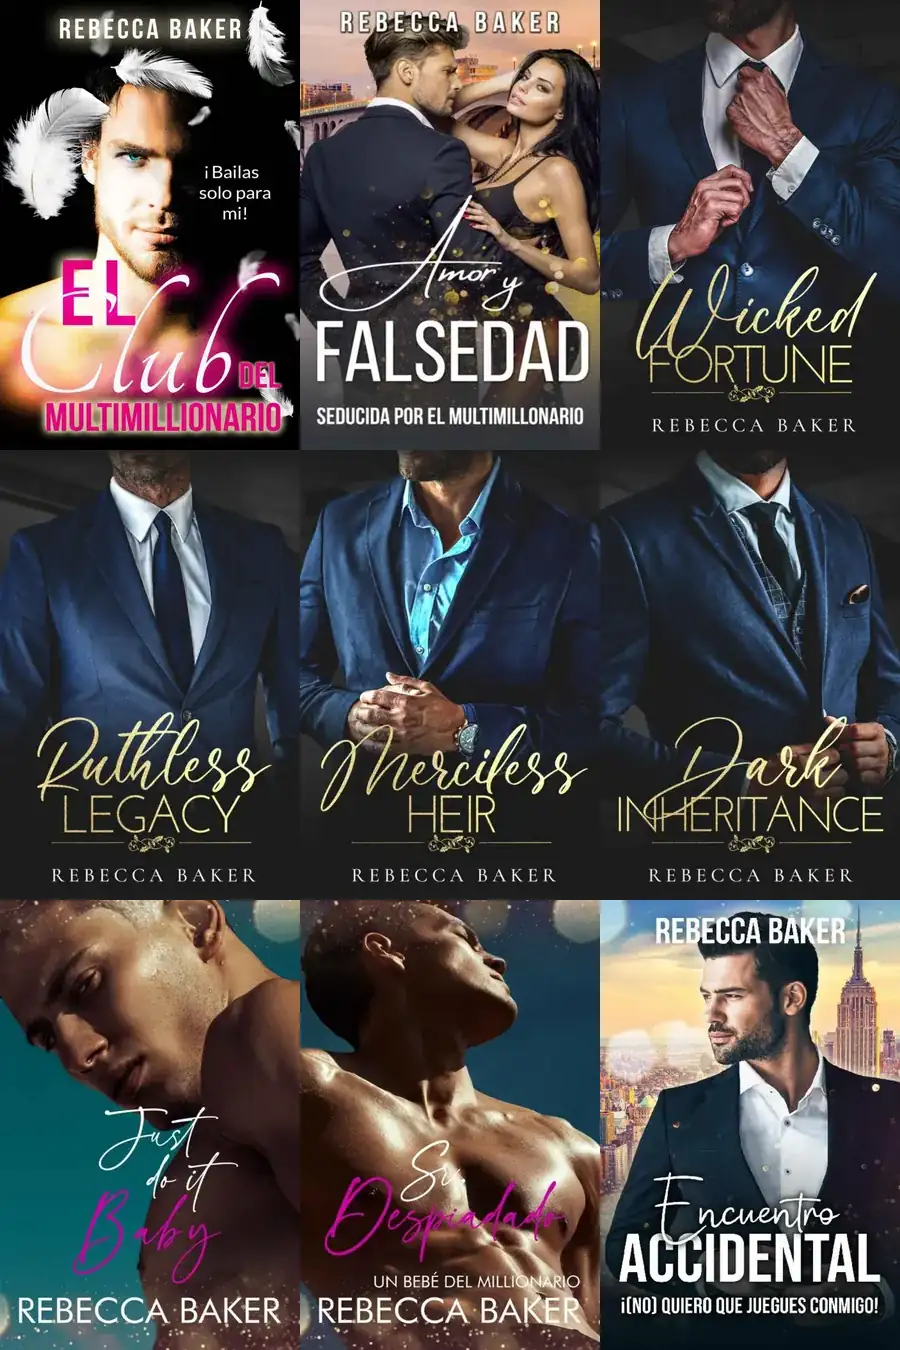 REBECCA BAKER
¡Bailas
solo para
mi!
EL
Club DEL
MULTIMILLIONARIO
REBECCA BAKER
Amor y
FALSEDAD
SEDUCIDA POR EL MULTIMILLONARIO
Wicked
FORTUNE
REBECCA BAKER
Ruthless
LEGACY
REBECCA BAKER
Merciless
HEIR
REBECCA BAKER
Dark
INHERITANCE
REBECCA BAKER
Just
do it
Baby
REBECCA BAKER
Sr.
Despiadado
UN BEBÉ DEL MILLIONARIO
REBECCA BAKER
REBECCA BAKER
Encuentro
ACCIDENTAL
¡(NO) QUIERO QUE JUEGUES CONMIGO!